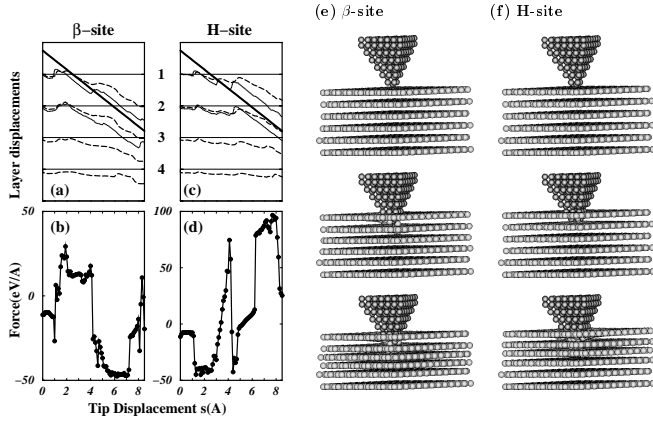 (e) β-site
(f) H-site
β−site
H−site
Layer displacements
1
2
3
4
(a)
(c)
50
0
−50
100
50
0
−50
(b)
(d)
Force(eV/A)
0 2 4 6 8
0 2 4 6 8
Tip Displacement s(A)